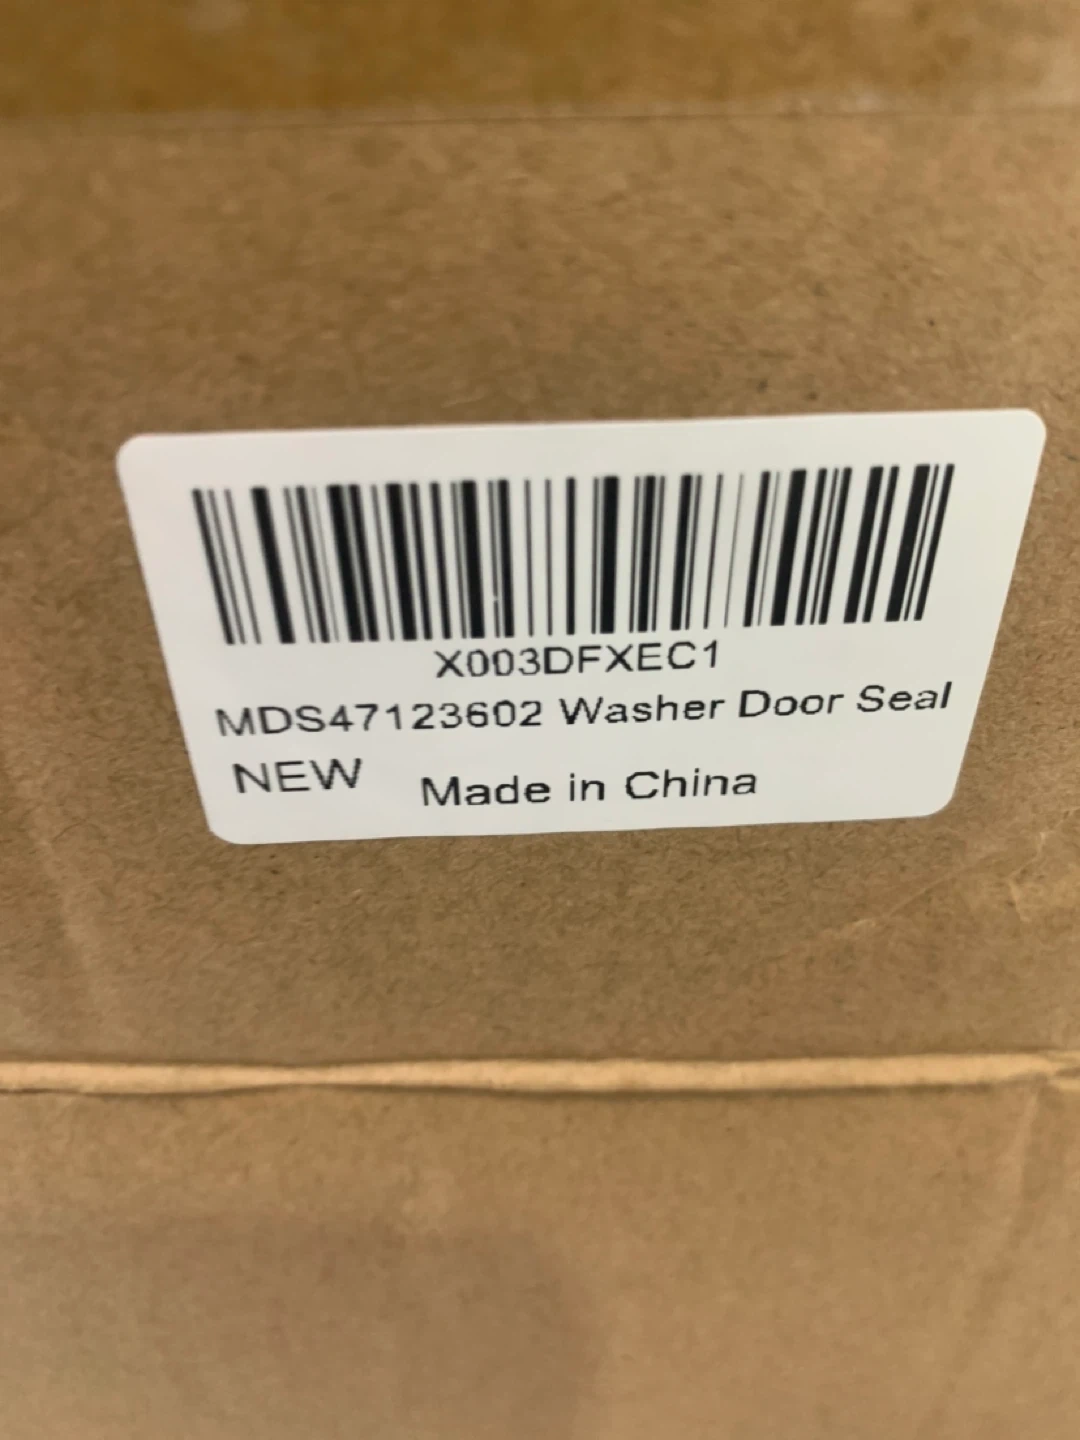 X003DFXEC1
MDS47123602 Washer Door Seal
NEW Made in China